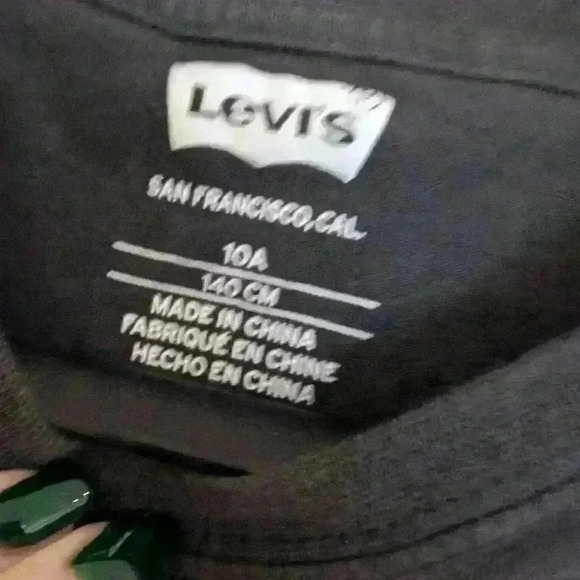 Levi's
SAN FRANCISCO, CAL.
10A
140 CM
MADE IN CHINA
FABRIQUÉ EN CHINE
HECHO EN CHINA